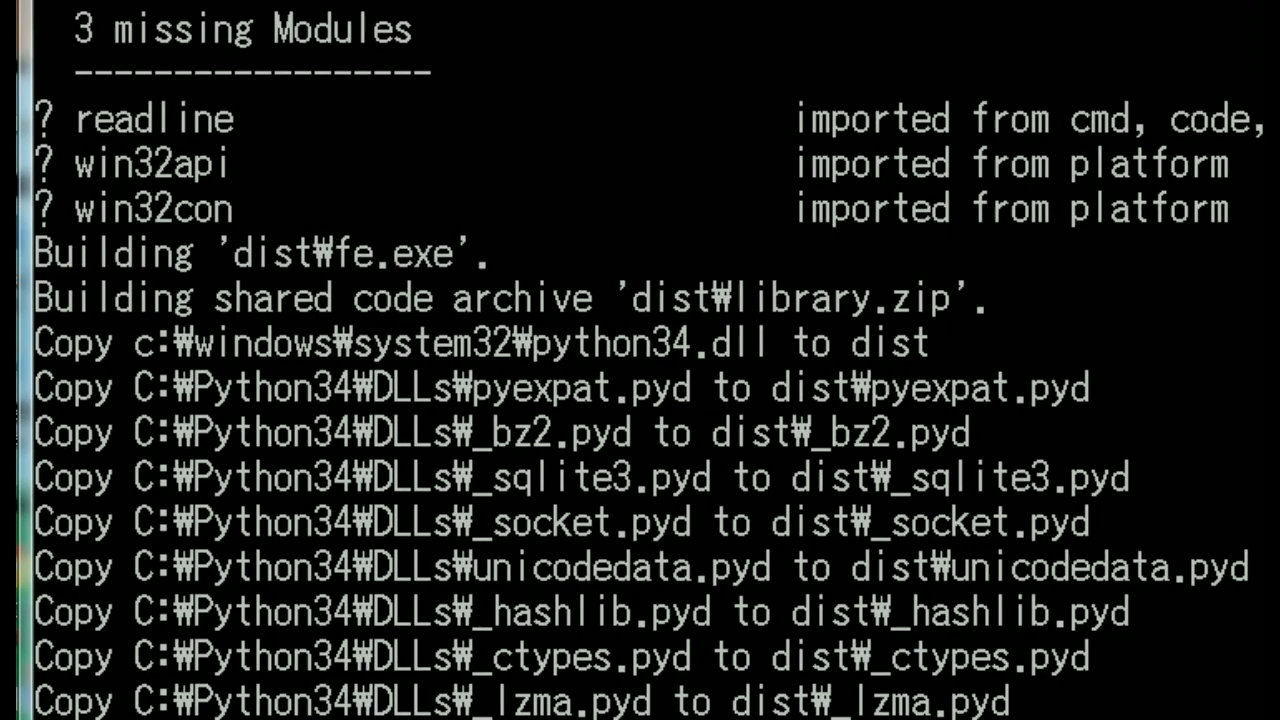 3 missing Modules
------------------
? readline imported from cmd, code,
? win32api imported from platform
? win32con imported from platform
Building 'dist₩fe.exe'.
Building shared code archive 'dist₩library.zip'.
Copy c:₩windows₩system32₩python34.dll to dist
Copy C:₩Python34₩DLLs₩pyexpat.pyd to dist₩pyexpat.pyd
Copy C:₩Python34₩DLLs₩_bz2.pyd to dist₩_bz2.pyd
Copy C:₩Python34₩DLLs₩_sqlite3.pyd to dist₩_sqlite3.pyd
Copy C:₩Python34₩DLLs₩_socket.pyd to dist₩_socket.pyd
Copy C:₩Python34₩DLLs₩unicodedata.pyd to dist₩unicodedata.pyd
Copy C:₩Python34₩DLLs₩_hashlib.pyd to dist₩_hashlib.pyd
Copy C:₩Python34₩DLLs₩_ctypes.pyd to dist₩_ctypes.pyd
Copy C:₩Python34₩DLLs₩_lzma.pyd to dist₩_lzma.pyd